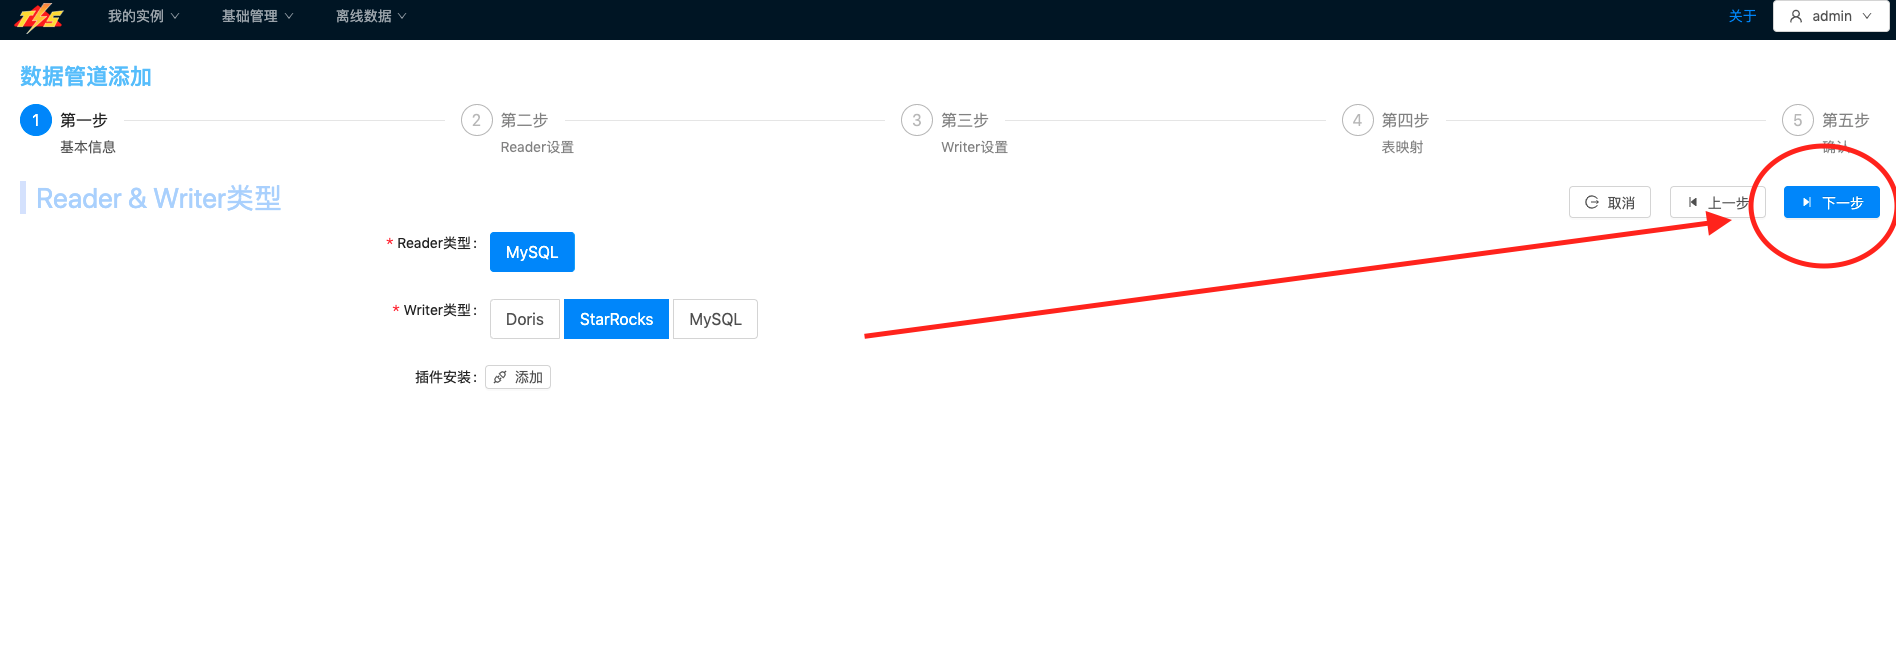 TIS 我的实例 基础管理 离线数据 关于 admin
数据管道添加
1 第一步 2 第二步 3 第三步 4 第四步 5 第五步
基本信息 Reader设置 Writer设置 表映射 确认
Reader & Writer类型 取消 上一步 下一步
* Reader类型: MySQL
* Writer类型: Doris StarRocks MySQL
插件安装: 添加